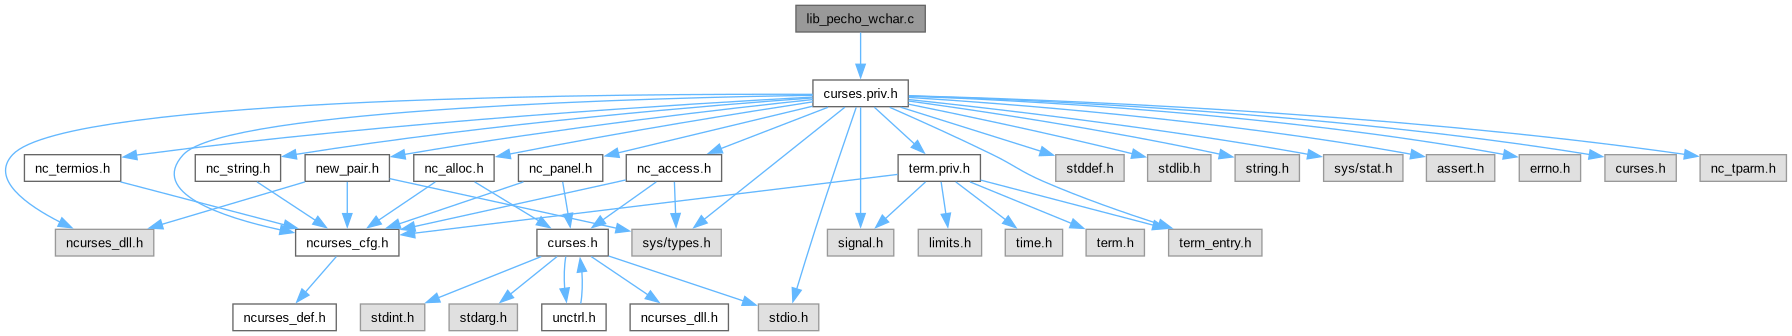 lib_pecho_wchar.c
curses.priv.h
nc_termios.h
nc_string.h
new_pair.h
nc_alloc.h
nc_panel.h
nc_access.h
term.priv.h
stddef.h
stdlib.h
string.h
sys/stat.h
assert.h
errno.h
curses.h
nc_tparm.h
ncurses_dll.h
ncurses_cfg.h
curses.h
sys/types.h
signal.h
limits.h
time.h
term.h
term_entry.h
ncurses_def.h
stdint.h
stdarg.h
unctrl.h
ncurses_dll.h
stdio.h